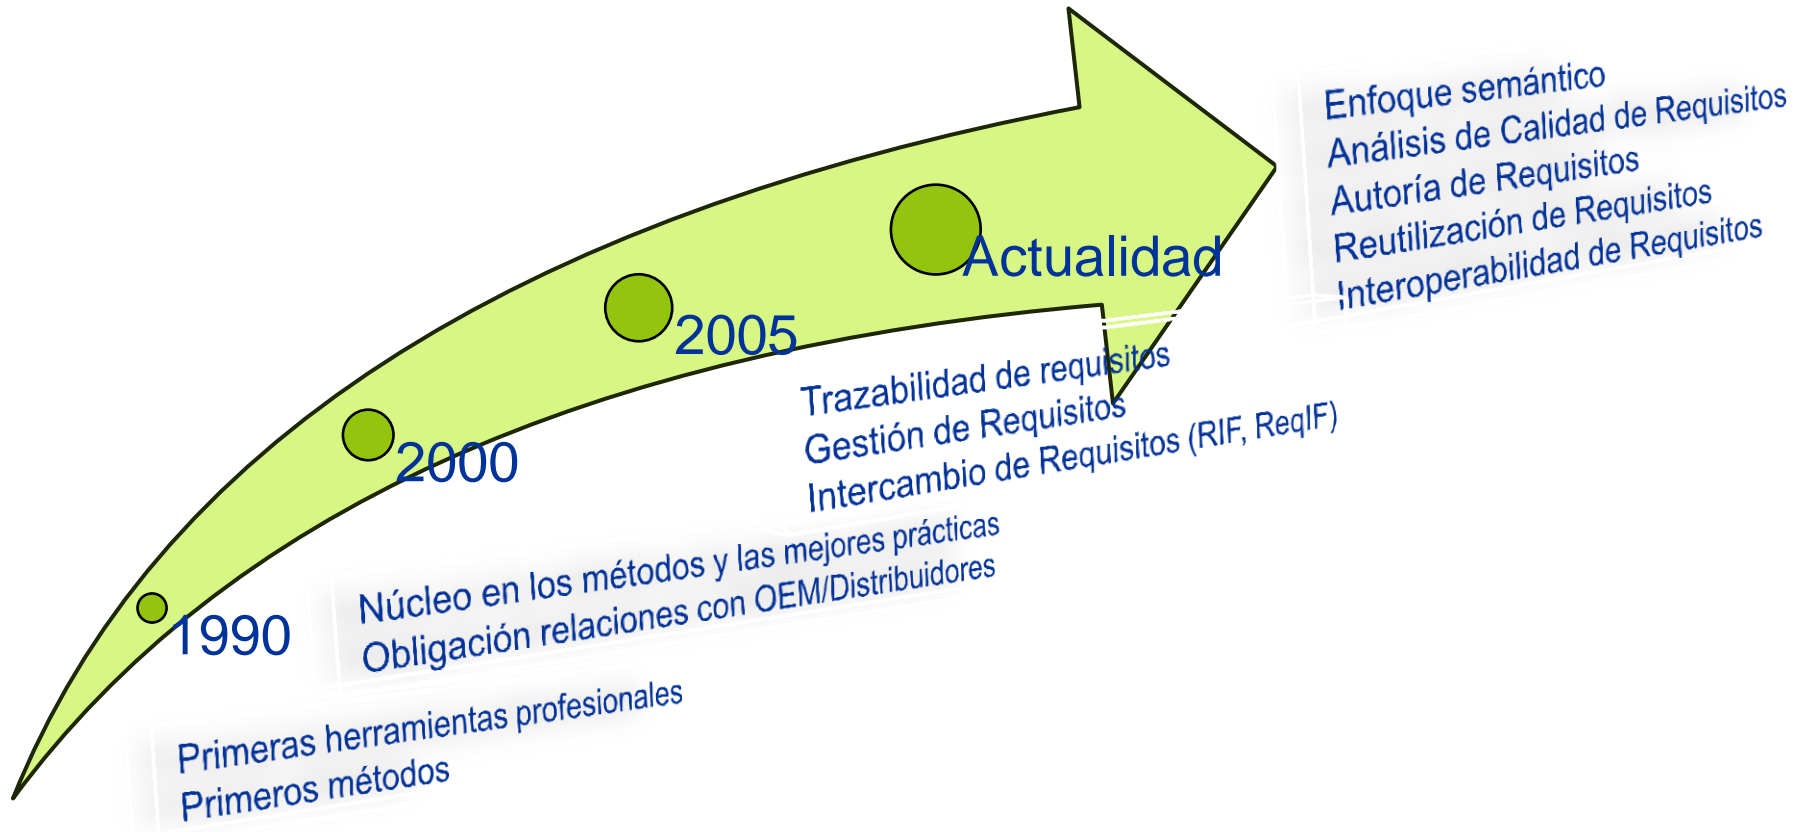 1990
Primeras herramientas profesionales
Primeros métodos
2000
Núcleo en los métodos y las mejores prácticas
Obligación relaciones con OEM/Distribuidores
2005
Trazabilidad de requisitos
Gestión de Requisitos
Intercambio de Requisitos (RIF, ReqIF)
Actualidad
Enfoque semántico
Análisis de Calidad de Requisitos
Autoría de Requisitos
Reutilización de Requisitos
Interoperabilidad de Requisitos